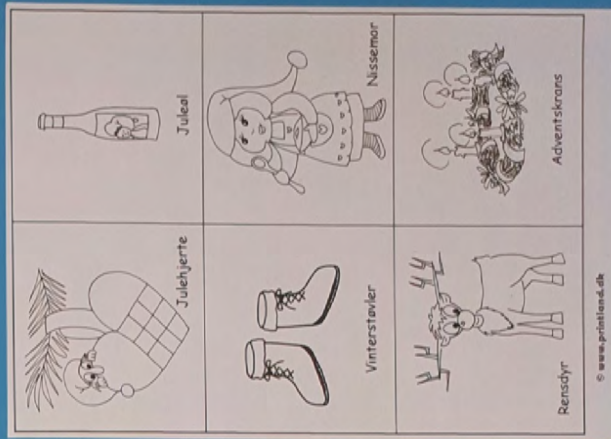 Julehjerte
Juleøl
Vinterstøvler
Nissemor
Rensdyr
Adventskrans
© www.printland.dk